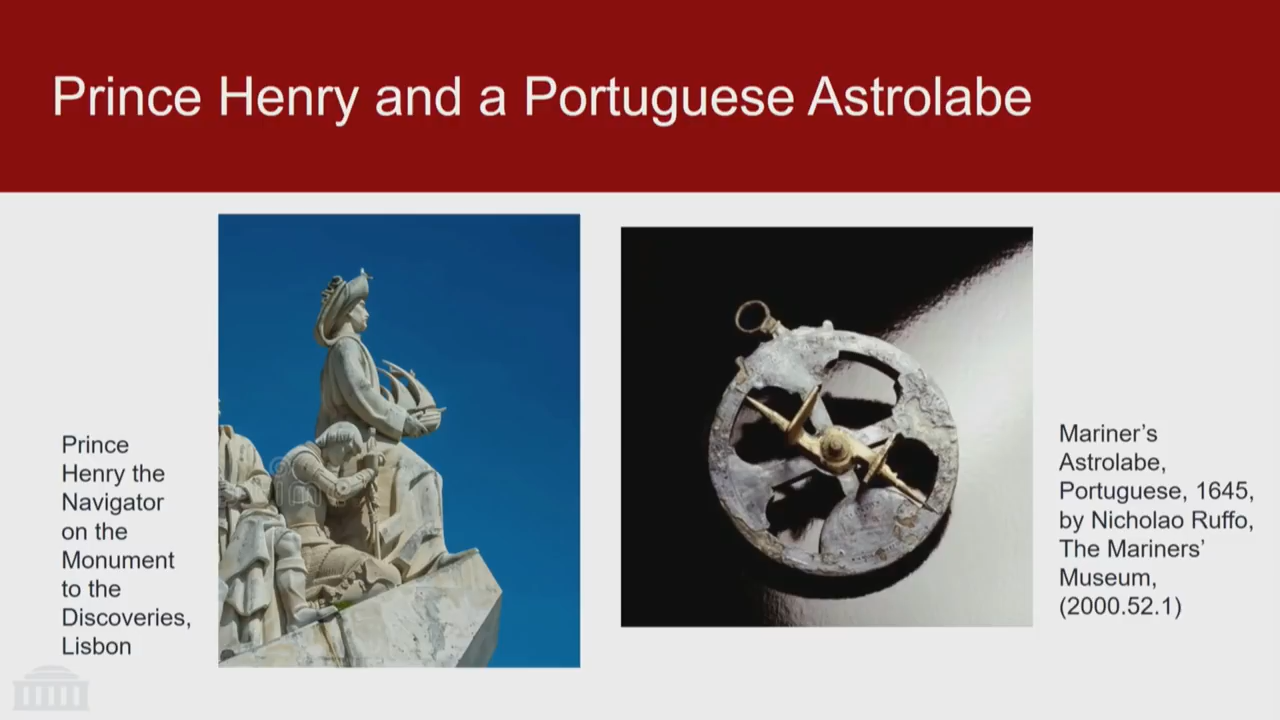 Prince Henry and a Portuguese Astrolabe
Prince
Henry the
Navigator
on the
Monument
to the
Discoveries,
Lisbon
Mariner’s
Astrolabe,
Portuguese, 1645,
by Nicholao Ruffo,
The Mariners’
Museum,
(2000.52.1)